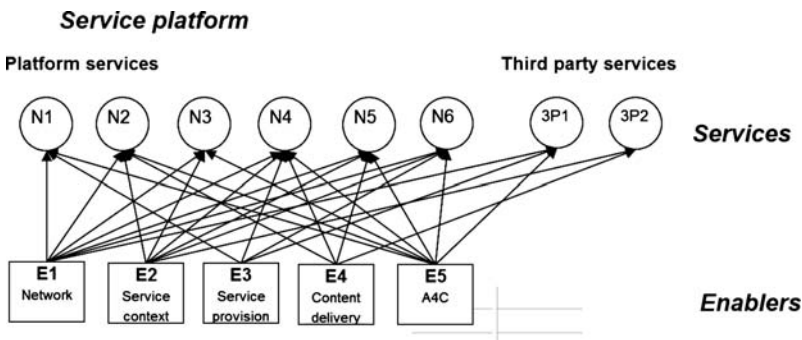 Service platform
Platform services
Third party services
N1 N2 N3 N4 N5 N6 3P1 3P2
Services
E1 E2 E3 E4 E5
Network Service Service Content A4C
context provision delivery
Enablers